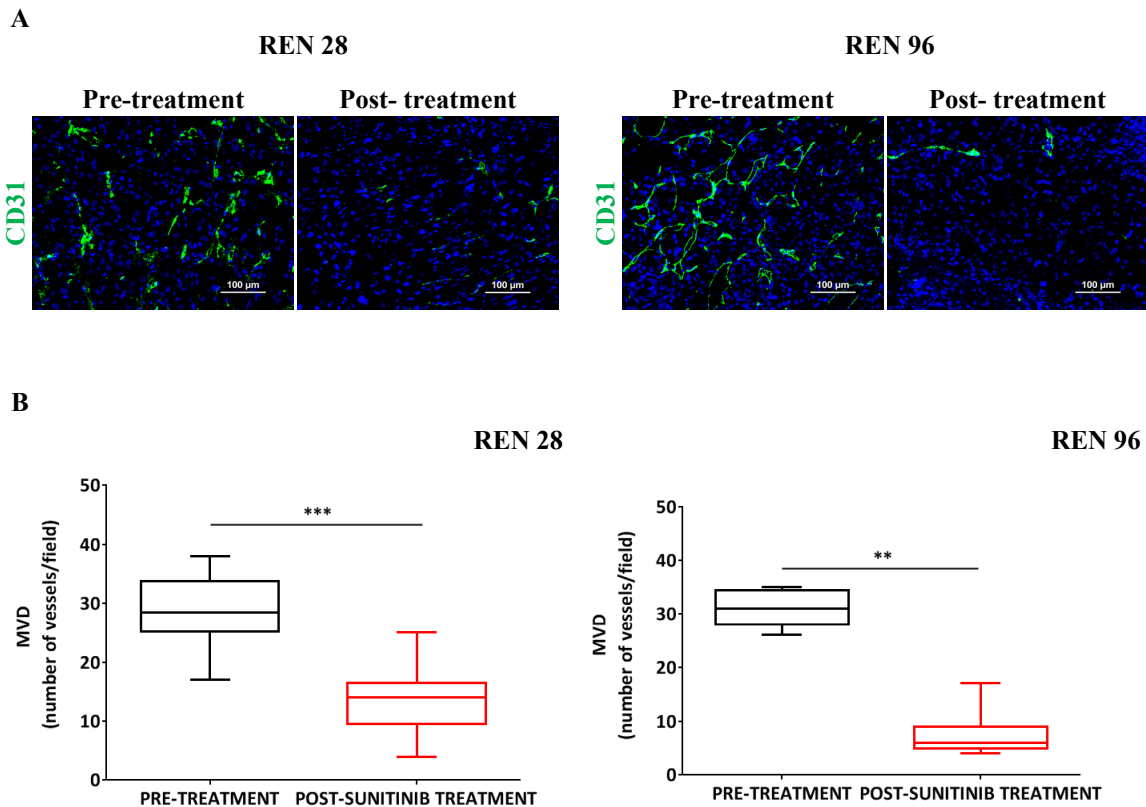 A
REN 28
REN 96
Pre-treatment
Post- treatment
Pre-treatment
Post- treatment
CD31
100 µm
100 µm
CD31
100 µm
100 µm
B
REN 28
REN 96
MVD
(number of vessels/field)
50
40
30
20
10
0
***
PRE-TREATMENT
POST-SUNITINIB TREATMENT
MVD
(number of vessels/field)
50
40
30
20
10
0
**
PRE-TREATMENT
POST-SUNITINIB TREATMENT